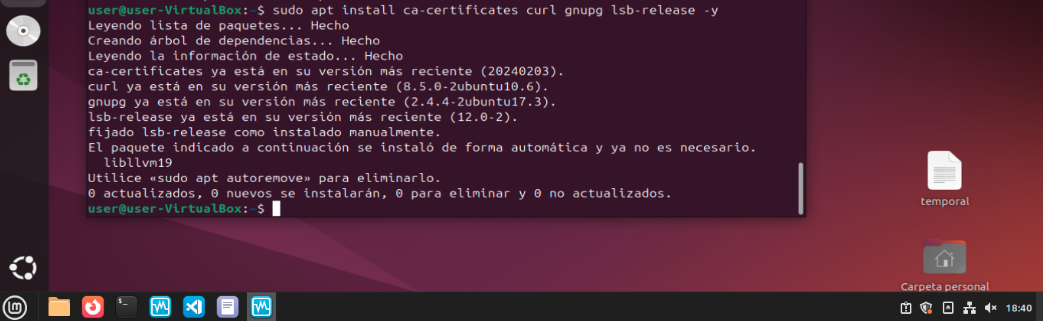 user@user-VirtualBox:~$ sudo apt install ca-certificates curl gnupg lsb-release -y
Leyendo lista de paquetes... Hecho
Creando árbol de dependencias... Hecho
Leyendo la información de estado... Hecho
ca-certificates ya está en su versión más reciente (20240203).
curl ya está en su versión más reciente (8.5.0-2ubuntu10.6).
gnupg ya está en su versión más reciente (2.4.4-2ubuntu17.3).
lsb-release ya está en su versión más reciente (12.0-2).
fijado lsb-release como instalado manualmente.
El paquete indicado a continuación se instaló de forma automática y ya no es necesario.
  libllvm19
Utilice «sudo apt autoremove» para eliminarlo.
0 actualizados, 0 nuevos se instalarán, 0 para eliminar y 0 no actualizados.
user@user-VirtualBox:~$
temporal
Carpeta personal
18:40